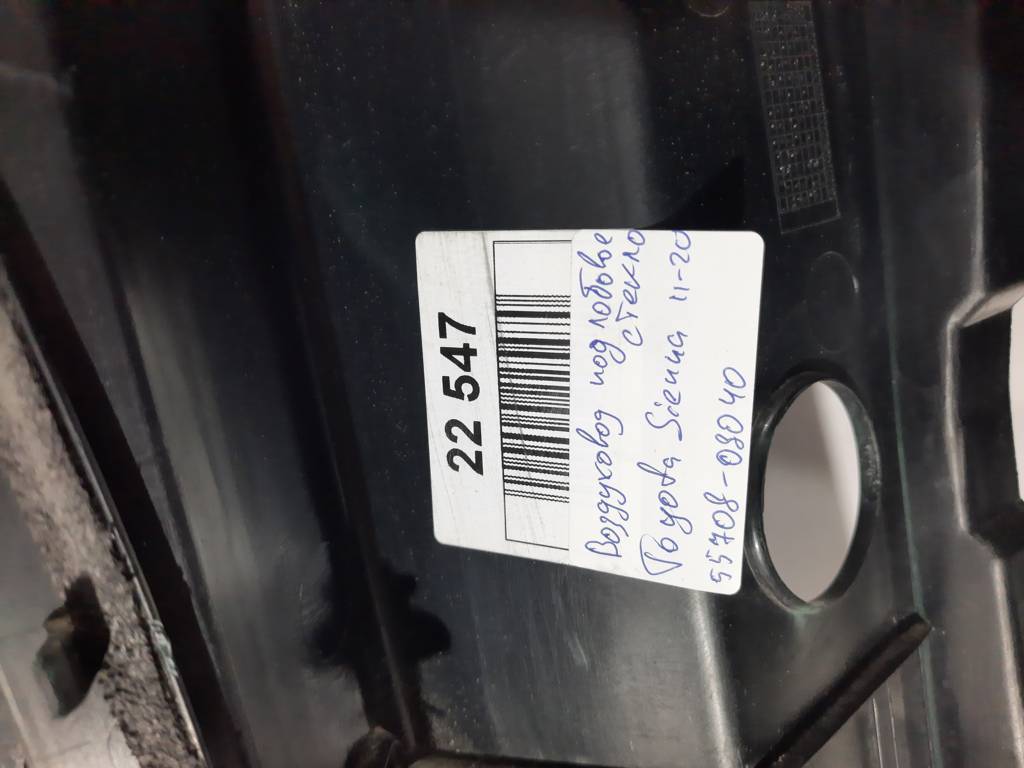 22 547
Воздуховод под лобовое
стекло
Toyota Sienna 11-20
55708-08040